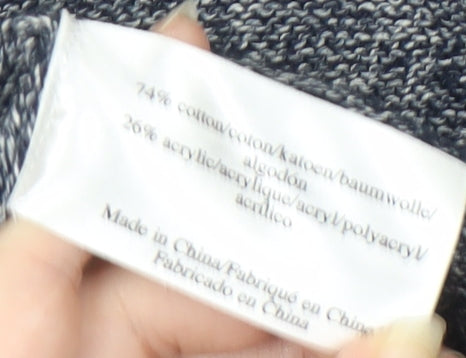 74% cotton/coton/katoen/baumwolle/
algodón
26% acrylic/acrylique/acryl/polyacryl/
acrílico
Made in China/Fabriqué en Chine
Fabricado en China